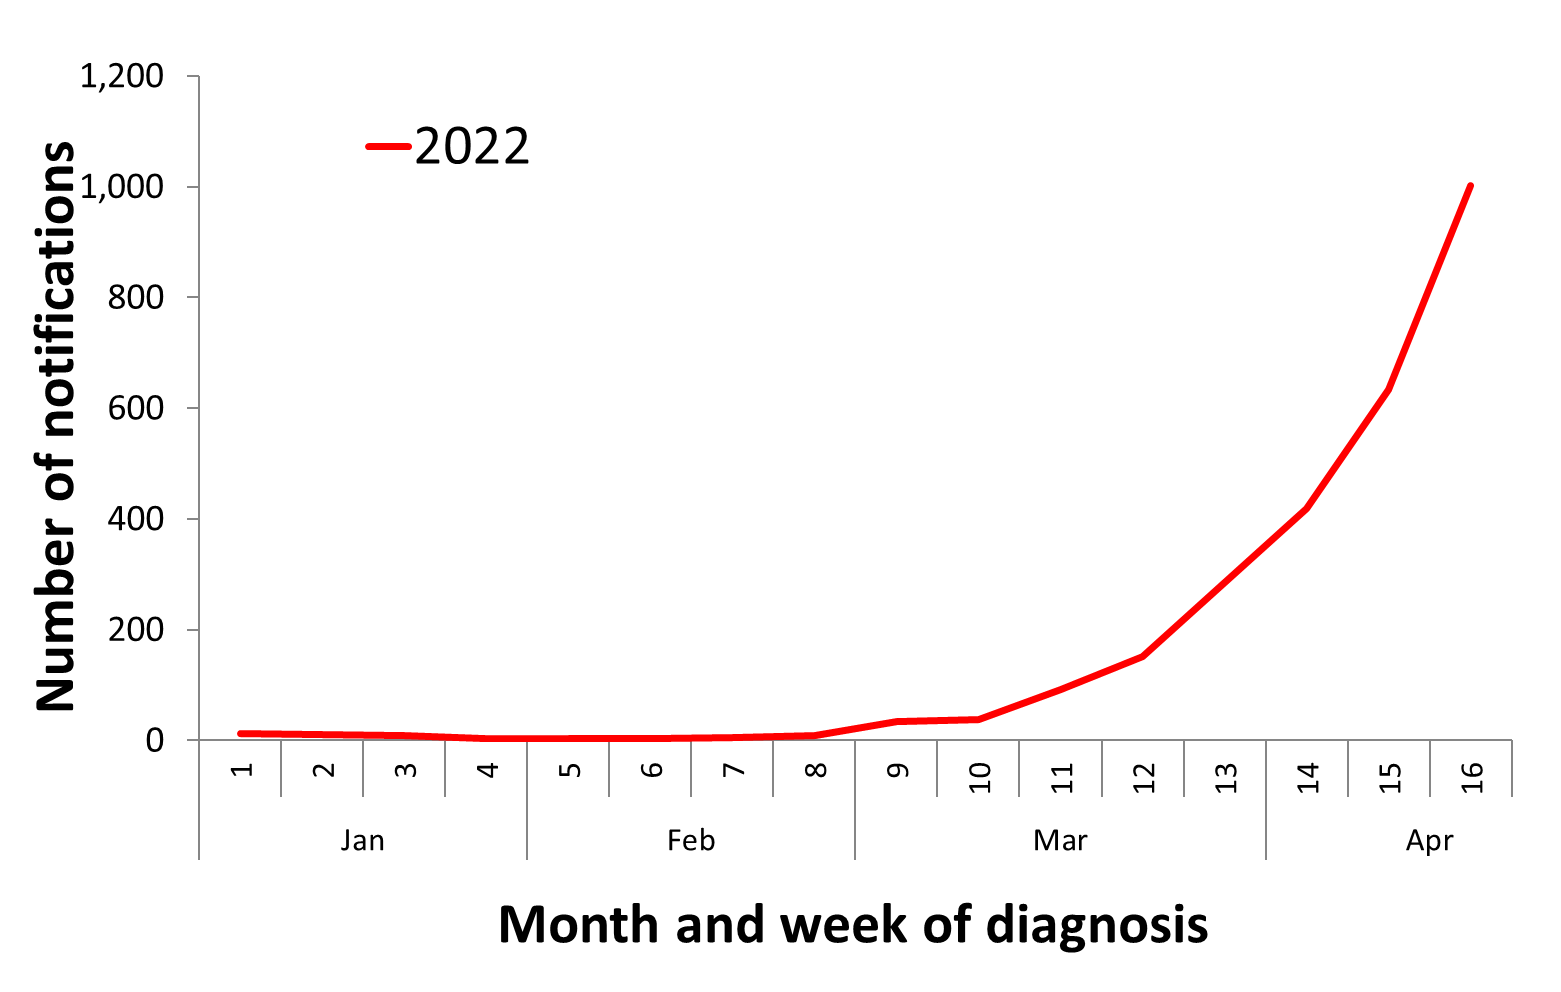 Number of notifications
1,200
1,000
800
600
400
200
0
2022
1 2 3 4 5 6 7 8 9 10 11 12 13 14 15 16
Jan Feb Mar Apr
Month and week of diagnosis